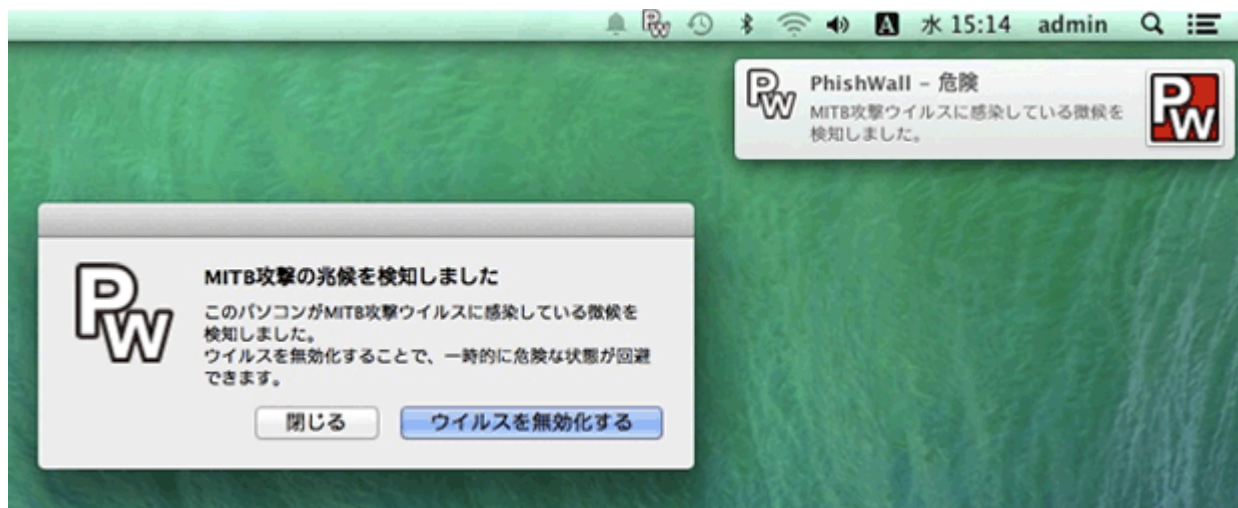 PW
A 水 15:14 admin
PW
PhishWall – 危険
MITB攻撃ウイルスに感染している徴候を
検知しました。
PW
PW
MITB攻撃の兆候を検知しました
このパソコンがMITB攻撃ウイルスに感染している徴候を
検知しました。
ウイルスを無効化することで、一時的に危険な状態が回避
できます。
閉じる
ウイルスを無効化する